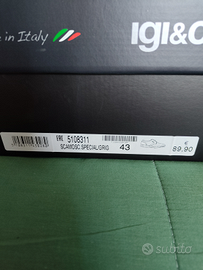 in Italy
IGI&C
5108311
SCAMOSC.SPECIAL/GRIG
43
€
89.90
subito